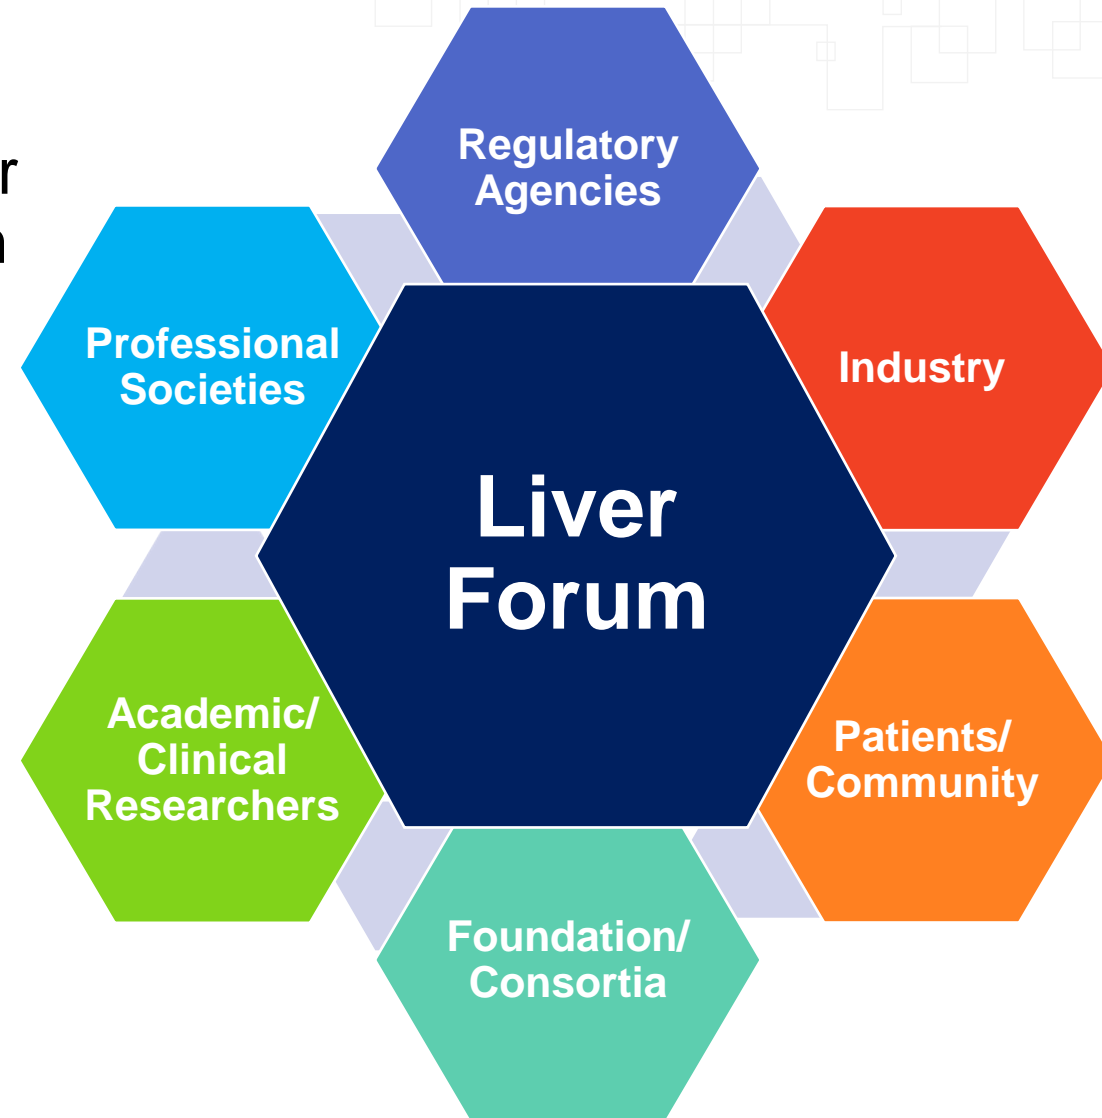 r
n
Regulatory
Agencies
Professional
Societies
Industry
Liver
Forum
Academic/
Clinical
Researchers
Patients/
Community
Foundation/
Consortia